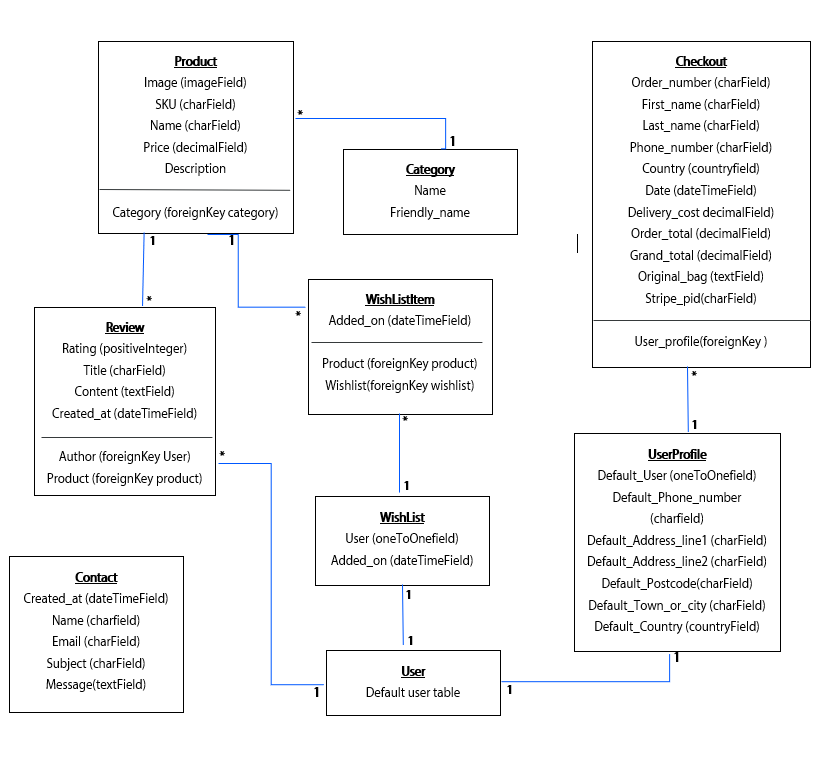 Product
Image (imageField)
SKU (charField)
Name (charField)
Price (decimalField)
Description
Category (foreignKey category)
*
1
Category
Name
Friendly_name
Checkout
Order_number (charField)
First_name (charField)
Last_name (charField)
Phone_number (charField)
Country (countryfield)
Date (dateTimeField)
Delivery_cost decimalField)
Order_total (decimalField)
Grand_total (decimalField)
Original_bag (textField)
Stripe_pid(charField)
User_profile(foreignKey )
1
1
*
*
Review
Rating (positiveInteger)
Title (charField)
Content (textField)
Created_at (dateTimeField)
Author (foreignKey User)
Product (foreignKey product)
WishListItem
Added_on (dateTimeField)
Product (foreignKey product)
Wishlist(foreignKey wishlist)
*
1
*
*
1
WishList
User (oneToOnefield)
Added_on (dateTimeField)
1
1
UserProfile
Default_User (oneToOnefield)
Default_Phone_number
(charfield)
Default_Address_line1 (charField)
Default_Address_line2 (charField)
Default_Postcode(charField)
Default_Town_or_city (charField)
Default_Country (countryField)
Contact
Created_at (dateTimeField)
Name (charfield)
Email (charField)
Subject (charField)
Message(textField)
1
User
Default user table
1
1